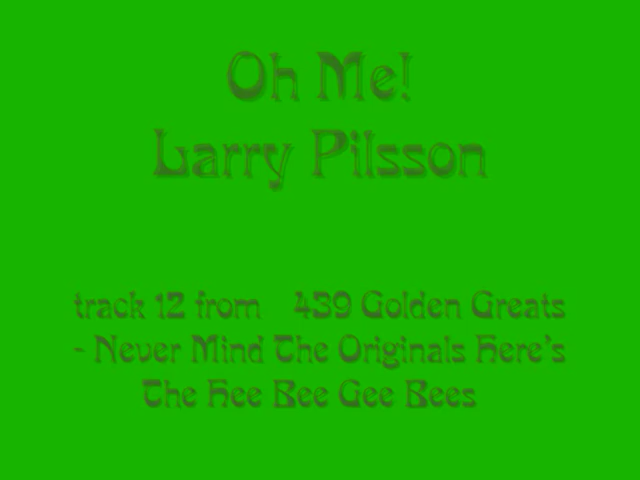 Oh Me!
Larry Pilsson
track 12 from 439 Golden Greats
- Never Mind The Originals Here's
The Hee Bee Gee Bees